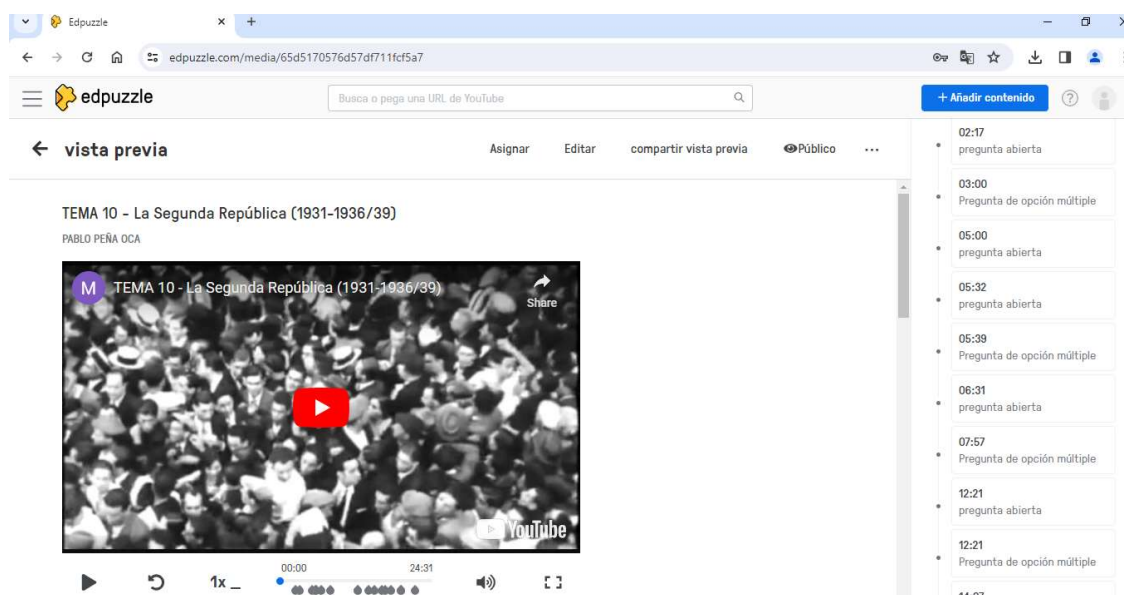 Edpuzzle
edpuzzle.com/media/65d5170576d57df711fcf5a7
edpuzzle
Busca o pega una URL de YouTube
+ Añadir contenido
vista previa
Asignar
Editar
compartir vista previa
Público
TEMA 10 - La Segunda República (1931-1936/39)
PABLO PEÑA OCA
M
TEMA 10 - La Segunda República (1931-1936/39)
Share
YouTube
00:00
24:31
1x
02:17
pregunta abierta
03:00
Pregunta de opción múltiple
05:00
pregunta abierta
05:32
pregunta abierta
05:39
Pregunta de opción múltiple
06:31
pregunta abierta
07:57
Pregunta de opción múltiple
12:21
pregunta abierta
12:21
Pregunta de opción múltiple